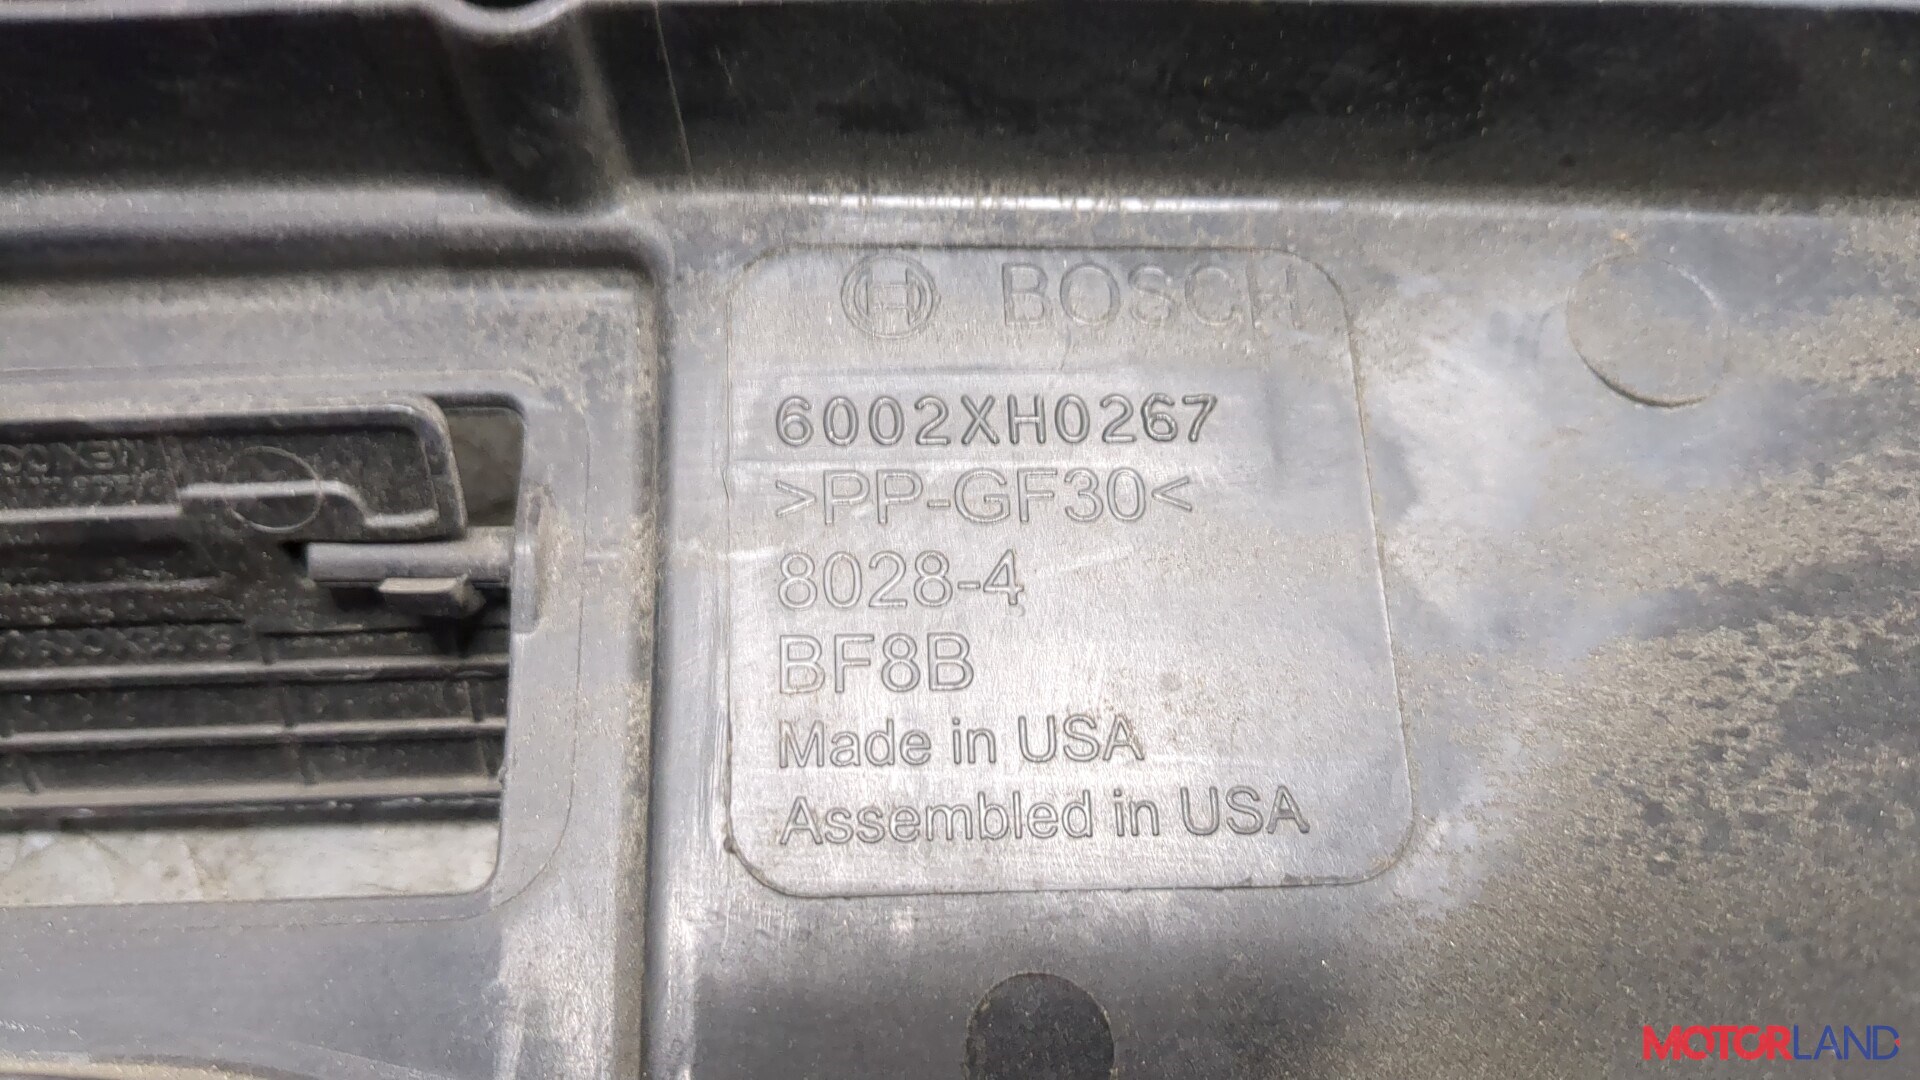 BOSCH
6002XH0267
>PP-GF30<
8028-4
BF8B
Made in USA
Assembled in USA
MOTORLAND